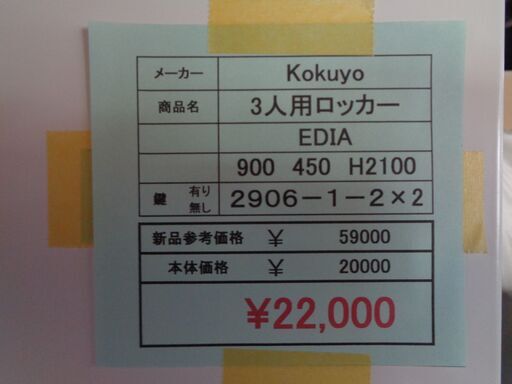 メーカー Kokuyo
商品名 3人用ロッカー
EDIA
900 450 H2100
鍵 有り 無し 2906-1-2×2
新品参考価格 ¥ 59000
本体価格 ¥ 20000
¥22,000